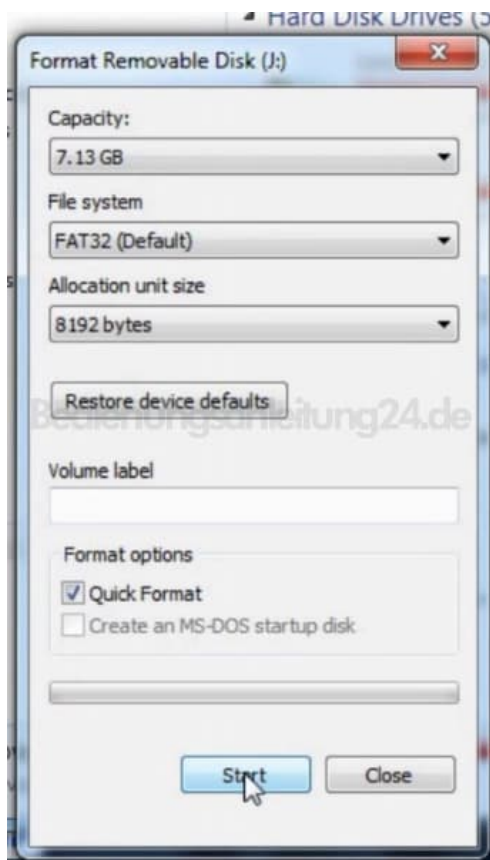 Hard Disk Drives (5
Format Removable Disk (J:)
Capacity:
7.13 GB
File system
FAT32 (Default)
Allocation unit size
8192 bytes
Restore device defaults
Bedienungsanleitung24.de
Volume label
Format options
Quick Format
Create an MS-DOS startup disk
Start
Close